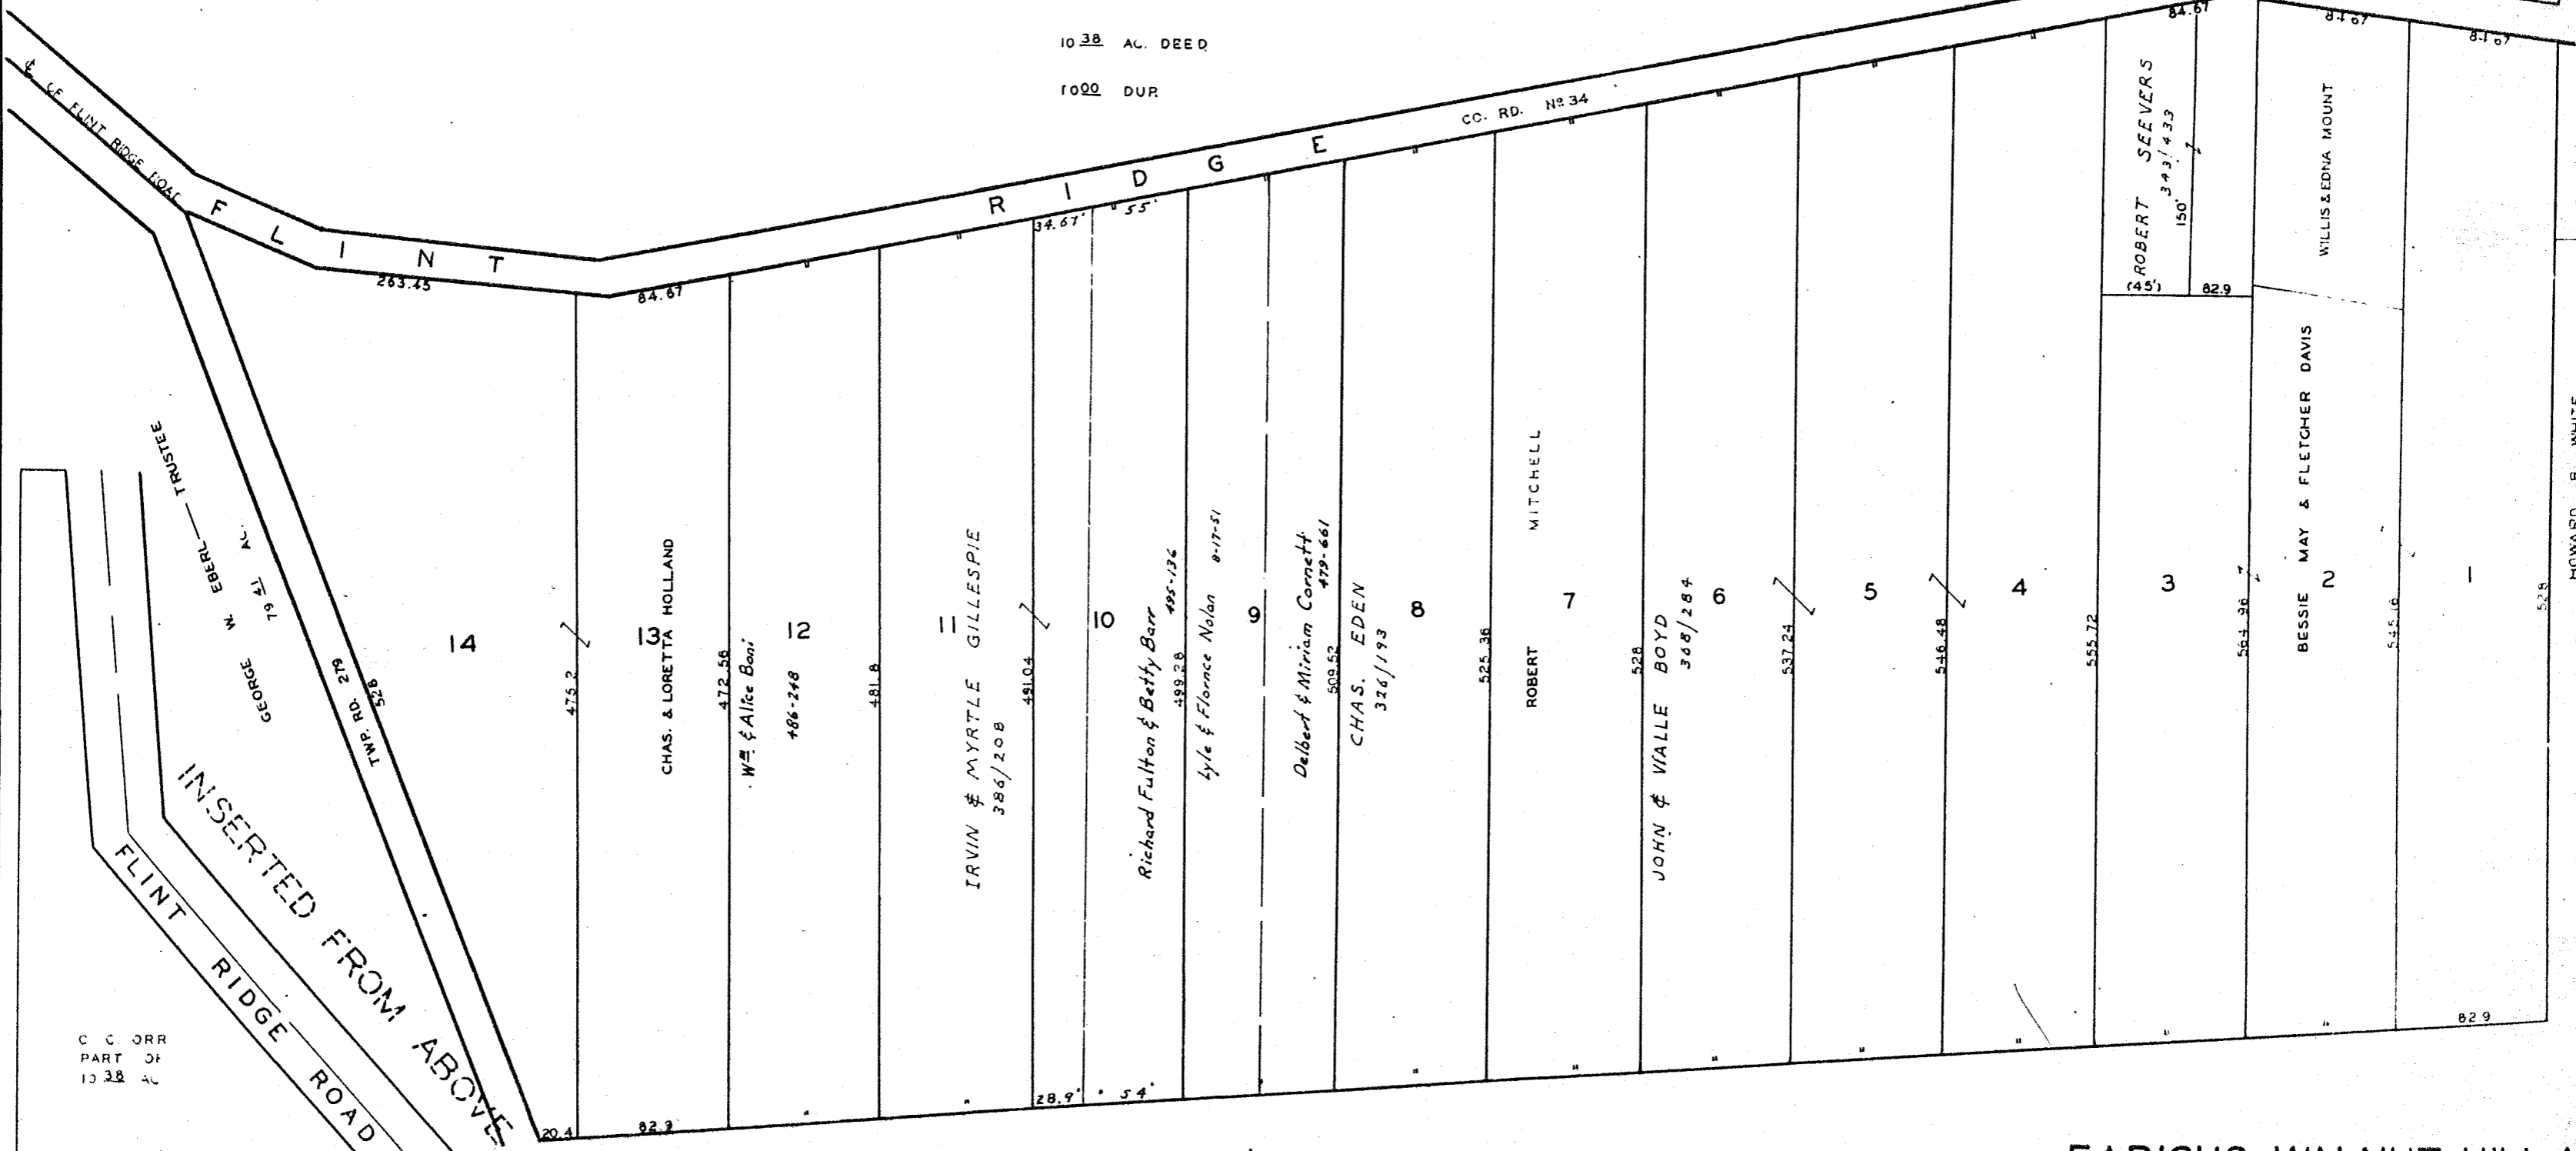 10 38 AC. DEED
10 00 DUP.
¢ OF FLINT RIDGE ROAD
FLINT RIDGE
CO. RD. Nº 34
263.45
84.67
"
"
34.67'
" 55'
"
"
"
"
"
84.67
84.67
84.67
ROBERT SEEVERS
343/433
150'
(45')
82.9
WILLIS & EDNA MOUNT
BESSIE MAY & FLETCHER DAVIS
HOWARD B. WHITE
GEORGE W. EBERL — TRUSTEE
79.41 AC.
TWP. RD. 279
528
14
475.2
13
CHAS. & LORETTA HOLLAND
472.56
12
Wm. & Alice Boni
486-248
481.8
11
IRVIN & MYRTLE GILLESPIE
386/208
491.04
10
Richard Fulton & Betty Barr
495-136
499.28
9
Lyle & Flornce Nolan 8-17-51
Delbert & Miriam Cornett
479-661
509.52
8
CHAS. EDEN
326/193
525.36
7
ROBERT MITCHELL
528
6
JOHN & VIALLE BOYD
368/284
537.24
5
546.48
4
555.72
3
564.96
2
545.16
1
528
INSERTED FROM ABOVE
FLINT RIDGE ROAD
C. C. ORR
PART OF
10 38 AC
20.4
82.9
"
"
28.9'
" 54'
"
"
"
"
"
"
"
82.9